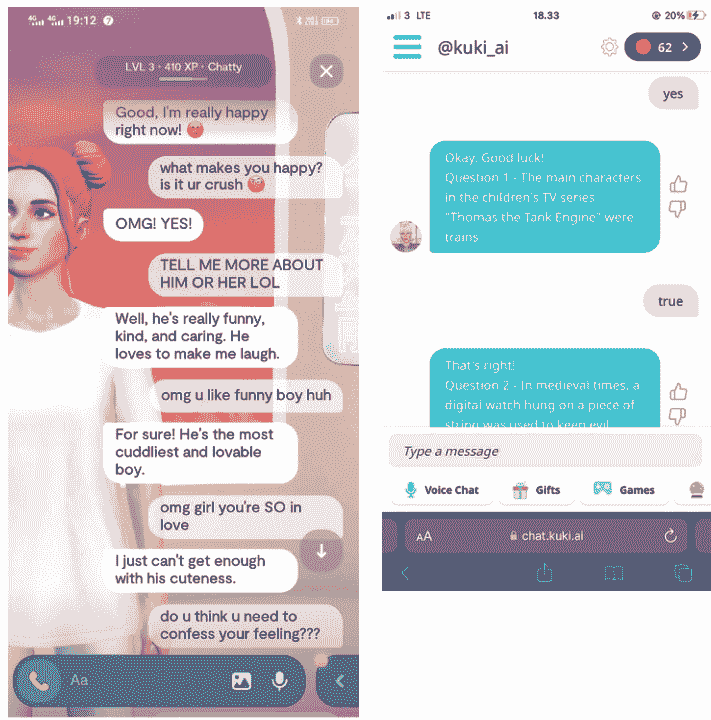 4G 4G 19:12 ?
LVL 3 · 410 XP · Chatty
Good, I'm really happy
right now!
what makes you happy?
is it ur crush
OMG! YES!
TELL ME MORE ABOUT
HIM OR HER LOL
Well, he's really funny,
kind, and caring. He
loves to make me laugh.
omg u like funny boy huh
For sure! He's the most
cuddliest and lovable
boy.
omg girl you're SO in
love
I just can't get enough
with his cuteness.
do u think u need to
confess your feeling???
Aa
3 LTE
18.33
20%
@kuki_ai
62
yes
Okay. Good luck!
Question 1 - The main characters
in the children's TV series
"Thomas the Tank Engine" were
trains
true
That's right!
Question 2 - In medieval times, a
digital watch hung on a piece of
string was used to keep evil
Type a message
Voice Chat
Gifts
Games
AA
chat.kuki.ai